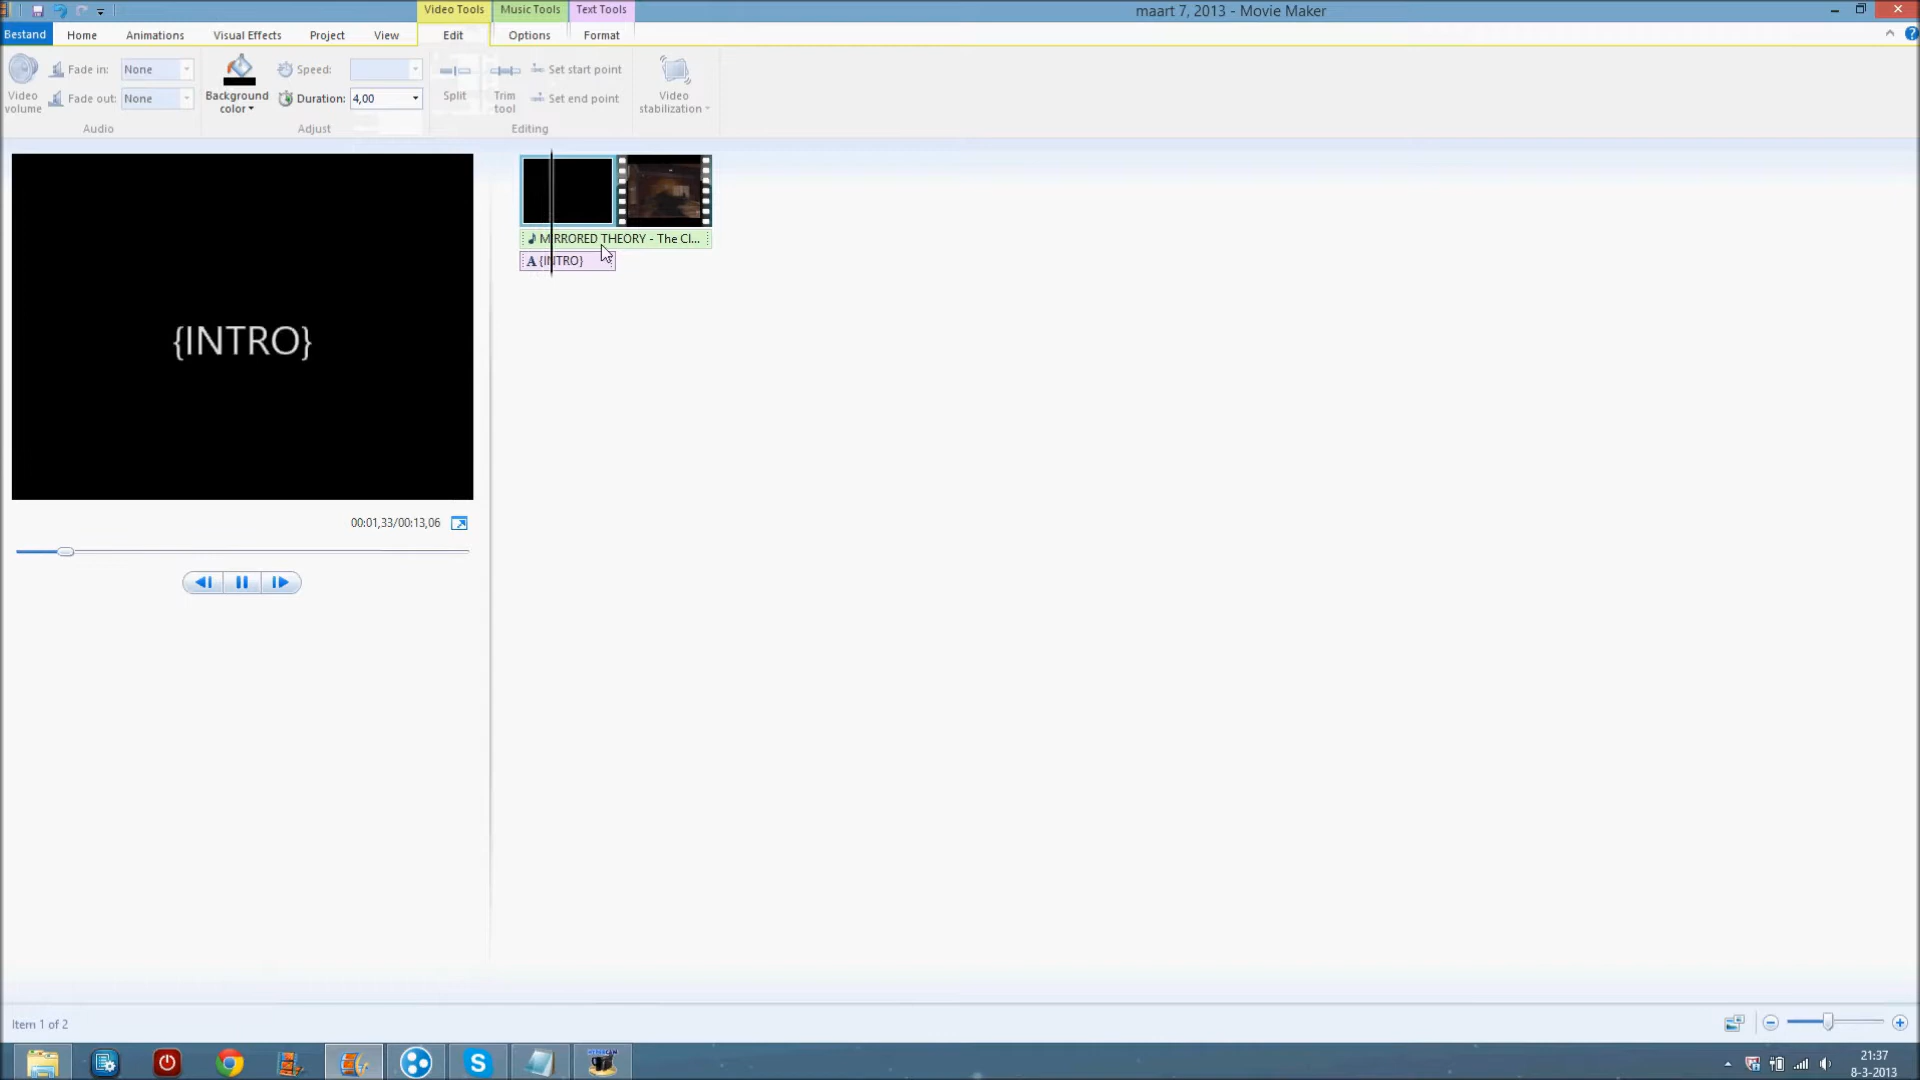 Video Tools
Music Tools
Text Tools
maart 7, 2013 - Movie Maker
Bestand
Home
Animations
Visual Effects
Project
View
Edit
Options
Format
Video volume
Fade in:
None
Fade out:
None
Audio
Background color
Speed:
Duration:
4,00
Adjust
Split
Trim tool
Set start point
Set end point
Editing
Video stabilization
{INTRO}
MIRRORED THEORY - The Cl...
A {INTRO}
00:01,33/00:13,06
Item 1 of 2
S
HYPERCAM
21:37
8-3-2013